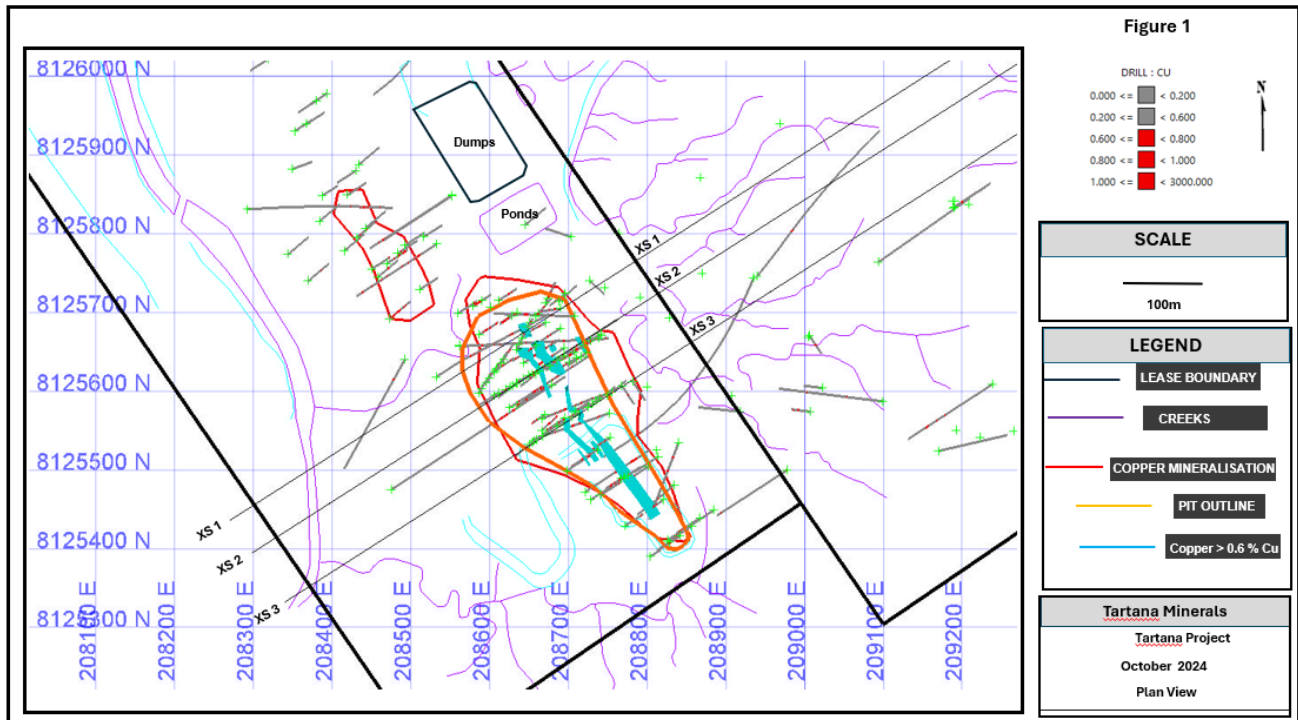 Figure 1
DRILL : CU
0.000 <= < 0.200
0.200 <= < 0.600
0.600 <= < 0.800
0.800 <= < 1.000
1.000 <= < 3000.000
N
8126000 N
8125900 N
8125800 N
8125700 N
8125600 N
8125500 N
8125400 N
8125300 N
Dumps
Ponds
XS 1
XS 2
XS 3
XS 1
XS 2
XS 3
208100 E
208200 E
208300 E
208400 E
208500 E
208600 E
208700 E
208800 E
208900 E
209000 E
209100 E
209200 E
SCALE
100m
LEGEND
LEASE BOUNDARY
CREEKS
COPPER MINERALISATION
PIT OUTLINE
Copper > 0.6 % Cu
Tartana Minerals
Tartana Project
October 2024
Plan View